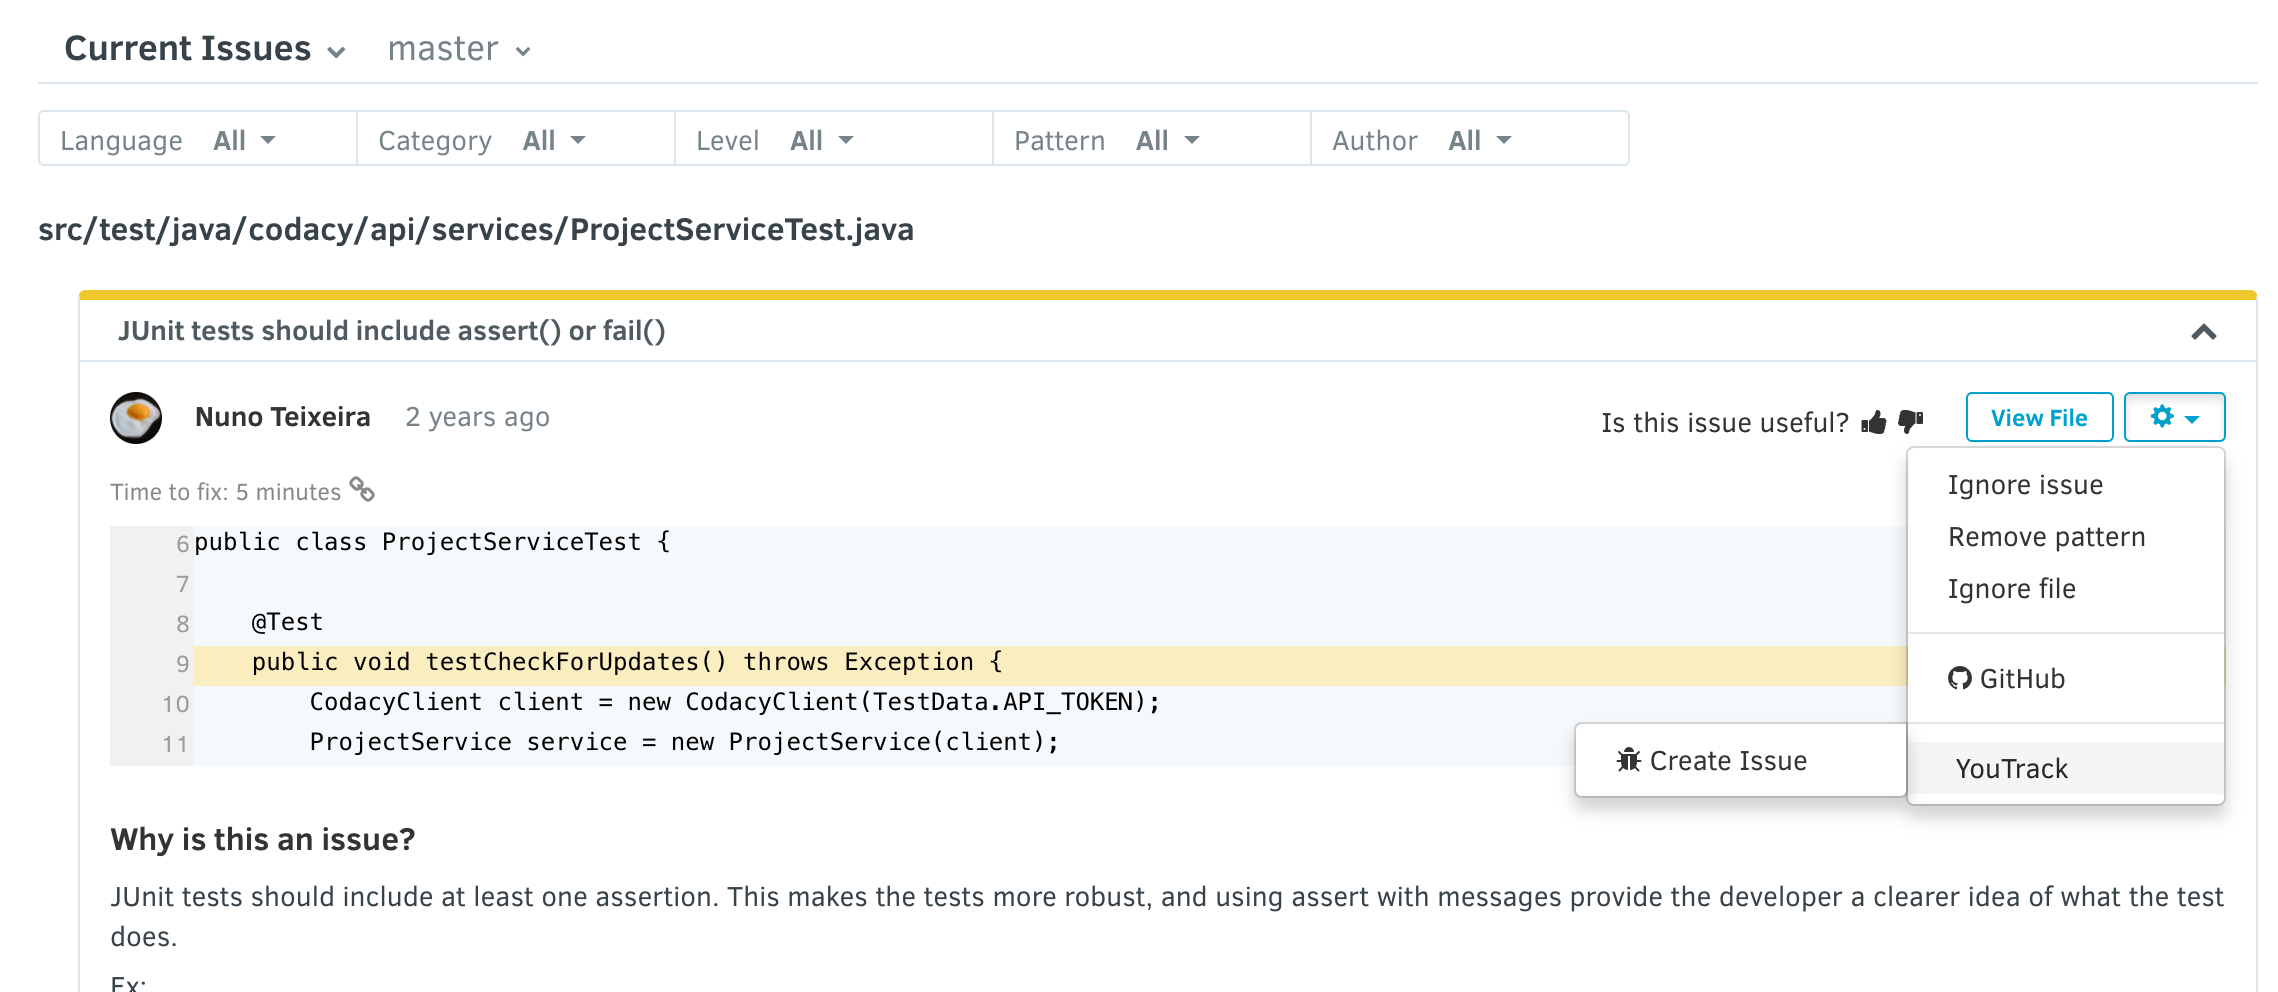 Current Issues master
Language All Category All Level All Pattern All Author All
src/test/java/codacy/api/services/ProjectServiceTest.java
JUnit tests should include assert() or fail()
Nuno Teixeira 2 years ago Is this issue useful? View File
Time to fix: 5 minutes
Ignore issue
Remove pattern
Ignore file
GitHub
YouTrack
Create Issue
6 public class ProjectServiceTest {
7
8 @Test
9 public void testCheckForUpdates() throws Exception {
10 CodacyClient client = new CodacyClient(TestData.API_TOKEN);
11 ProjectService service = new ProjectService(client);
Why is this an issue?
JUnit tests should include at least one assertion. This makes the tests more robust, and using assert with messages provide the developer a clearer idea of what the test
does.
Ex: